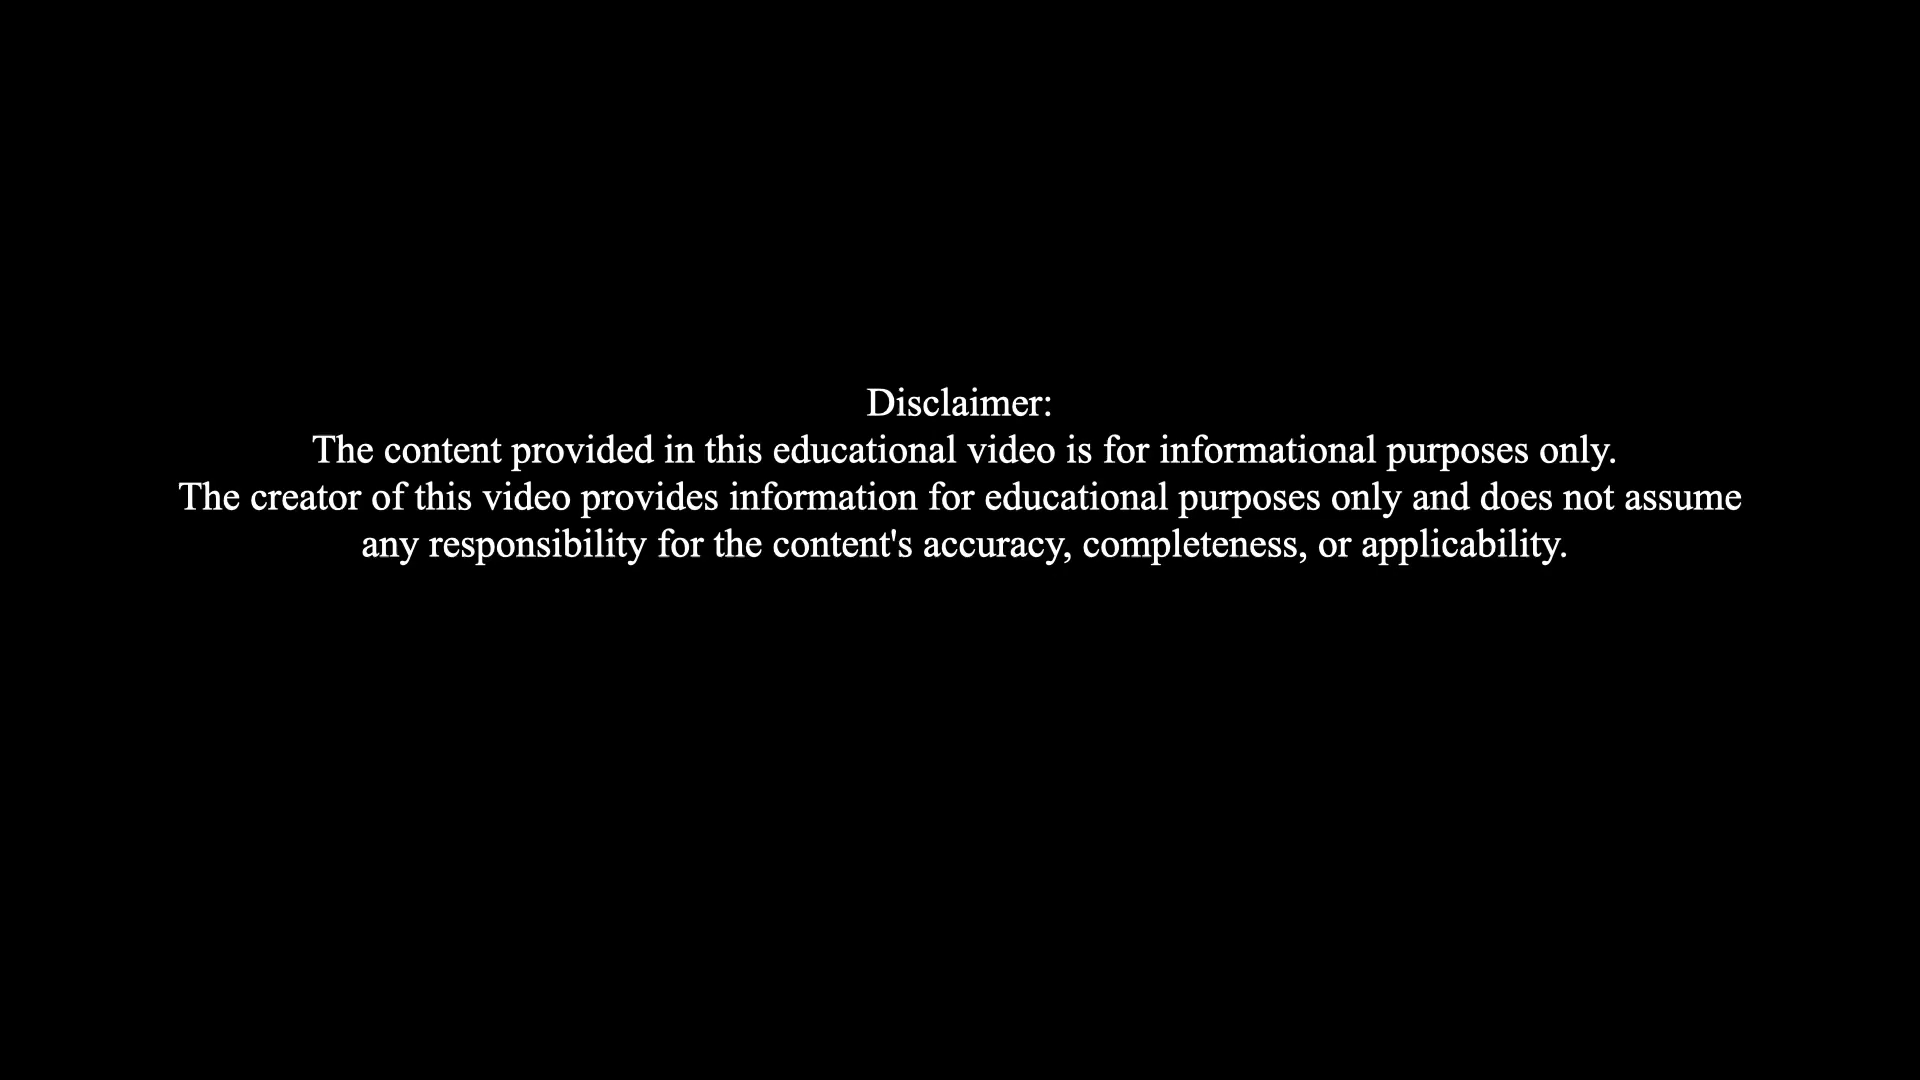 Disclaimer:
The content provided in this educational video is for informational purposes only.
The creator of this video provides information for educational purposes only and does not assume
any responsibility for the content's accuracy, completeness, or applicability.